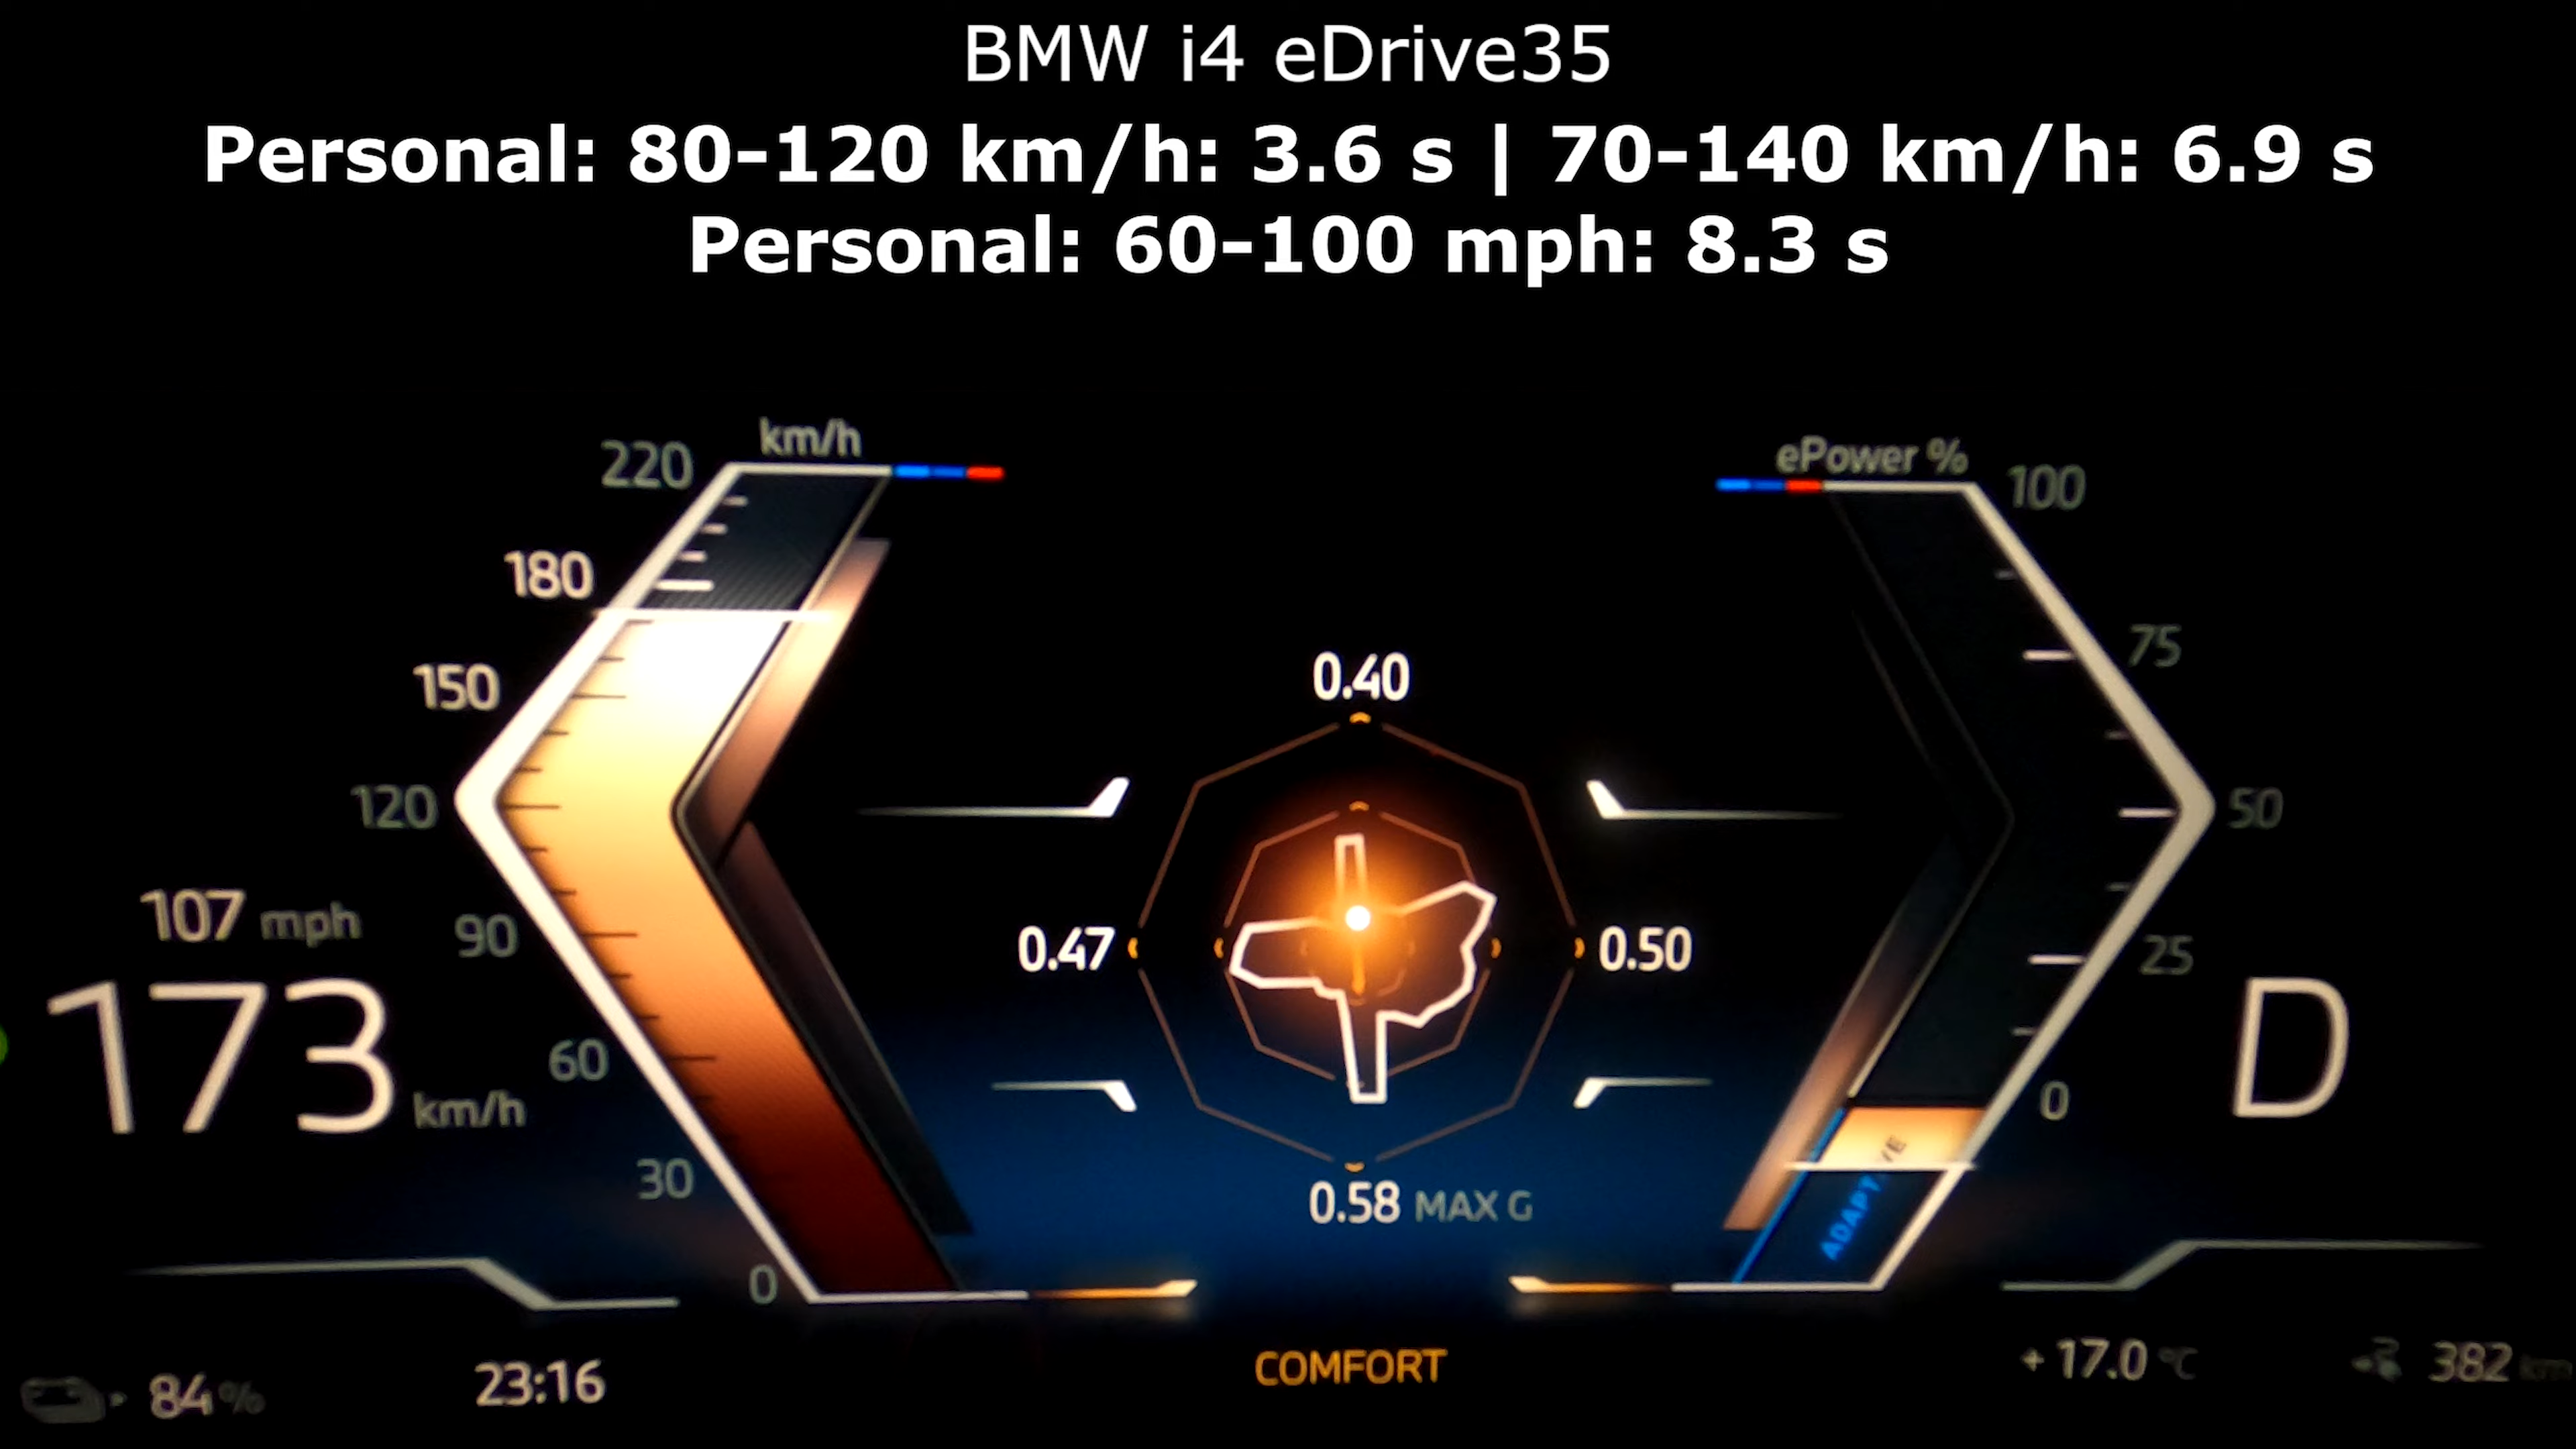 BMW i4 eDrive35
Personal: 80-120 km/h: 3.6 s | 70-140 km/h: 6.9 s
Personal: 60-100 mph: 8.3 s
km/h
220
180
150
120
90
60
30
0
107 mph
173 km/h
ePower %
100
75
50
25
0
D
0.40
0.47
0.50
0.58 MAX G
84 %
23:16
COMFORT
+ 17.0 °C
382 km